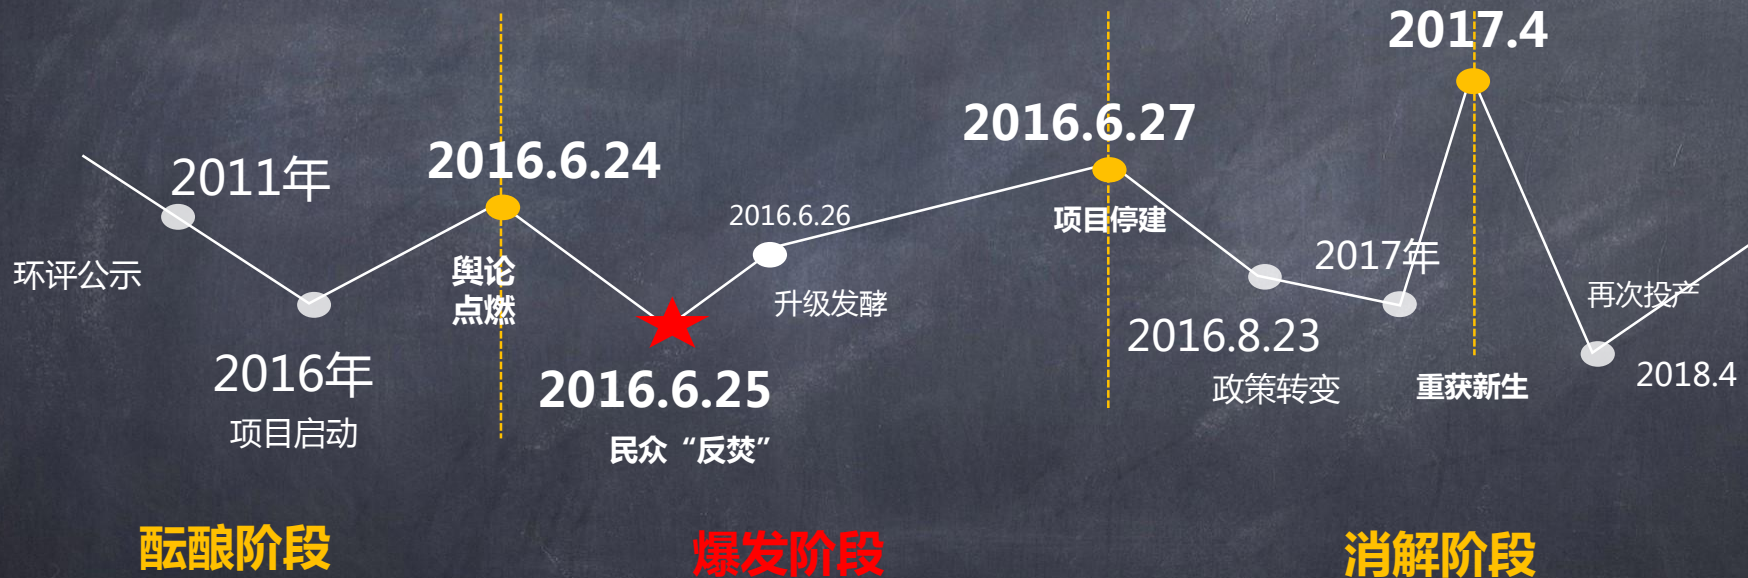 2011年
环评公示
2016年
项目启动
2016.6.24
舆论
点燃
2016.6.25
民众“反焚”
2016.6.26
升级发酵
2016.6.27
项目停建
2016.8.23
政策转变
2017年
2017.4
重获新生
再次投产
2018.4
酝酿阶段
爆发阶段
消解阶段